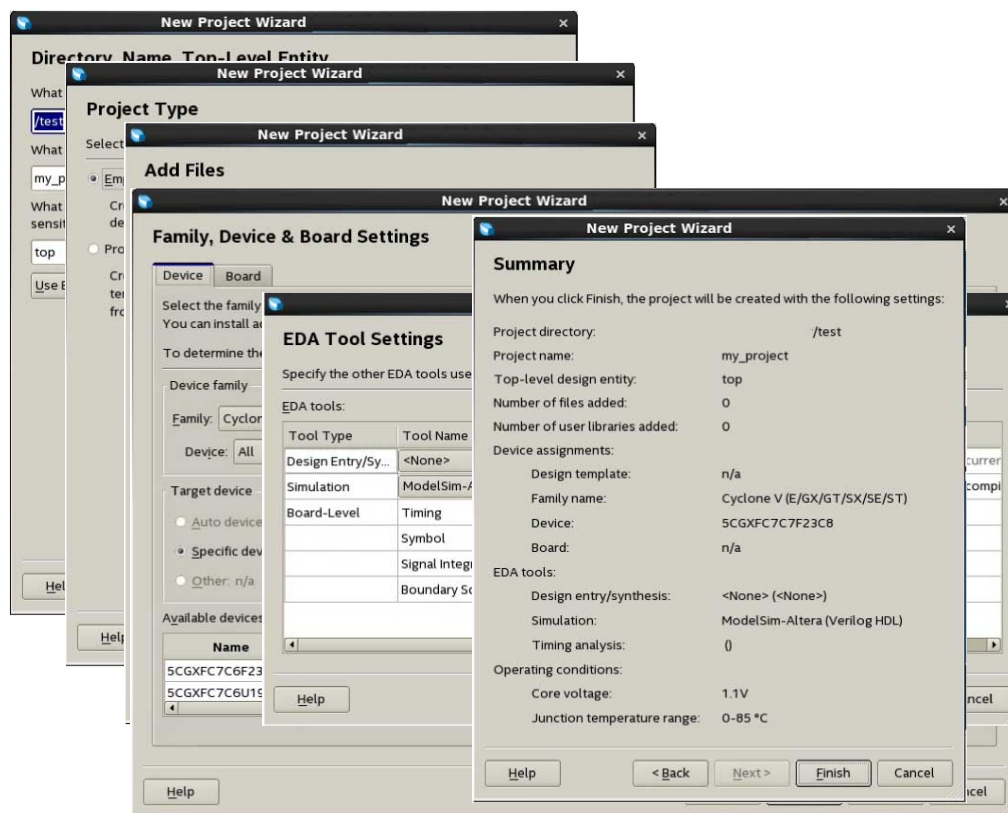 New Project Wizard
Directory, Name, Top-Level Entity
What
/test
What
my_p
What
sensit
top
Use
Hel
New Project Wizard
Project Type
Select
Em
Cr
de
Pro
Cr
ter
fro
Help
New Project Wizard
Add Files
New Project Wizard
Family, Device & Board Settings
Device Board
Select the family
You can install a
To determine the
Device family
Family: Cyclon
Device: All
Target device
Auto device
Specific dev
Other: n/a
Available devices
Name
5CGXFC7C6F23
5CGXFC7C6U19
Help
ncel
EDA Tool Settings
Specify the other EDA tools use
EDA tools:
Tool Type Tool Name
Design Entry/Sy... <None>
Simulation ModelSim-A
Board-Level Timing
Symbol
Signal Integr
Boundary Sc
curren
compi
Help
ncel
New Project Wizard
Summary
When you click Finish, the project will be created with the following settings:
Project directory: /test
Project name: my_project
Top-level design entity: top
Number of files added: 0
Number of user libraries added: 0
Device assignments:
Design template: n/a
Family name: Cyclone V (E/GX/GT/SX/SE/ST)
Device: 5CGXFC7C7F23C8
Board: n/a
EDA tools:
Design entry/synthesis: <None> (<None>)
Simulation: ModelSim-Altera (Verilog HDL)
Timing analysis: ()
Operating conditions:
Core voltage: 1.1V
Junction temperature range: 0-85 °C
Help < Back Next > Finish Cancel